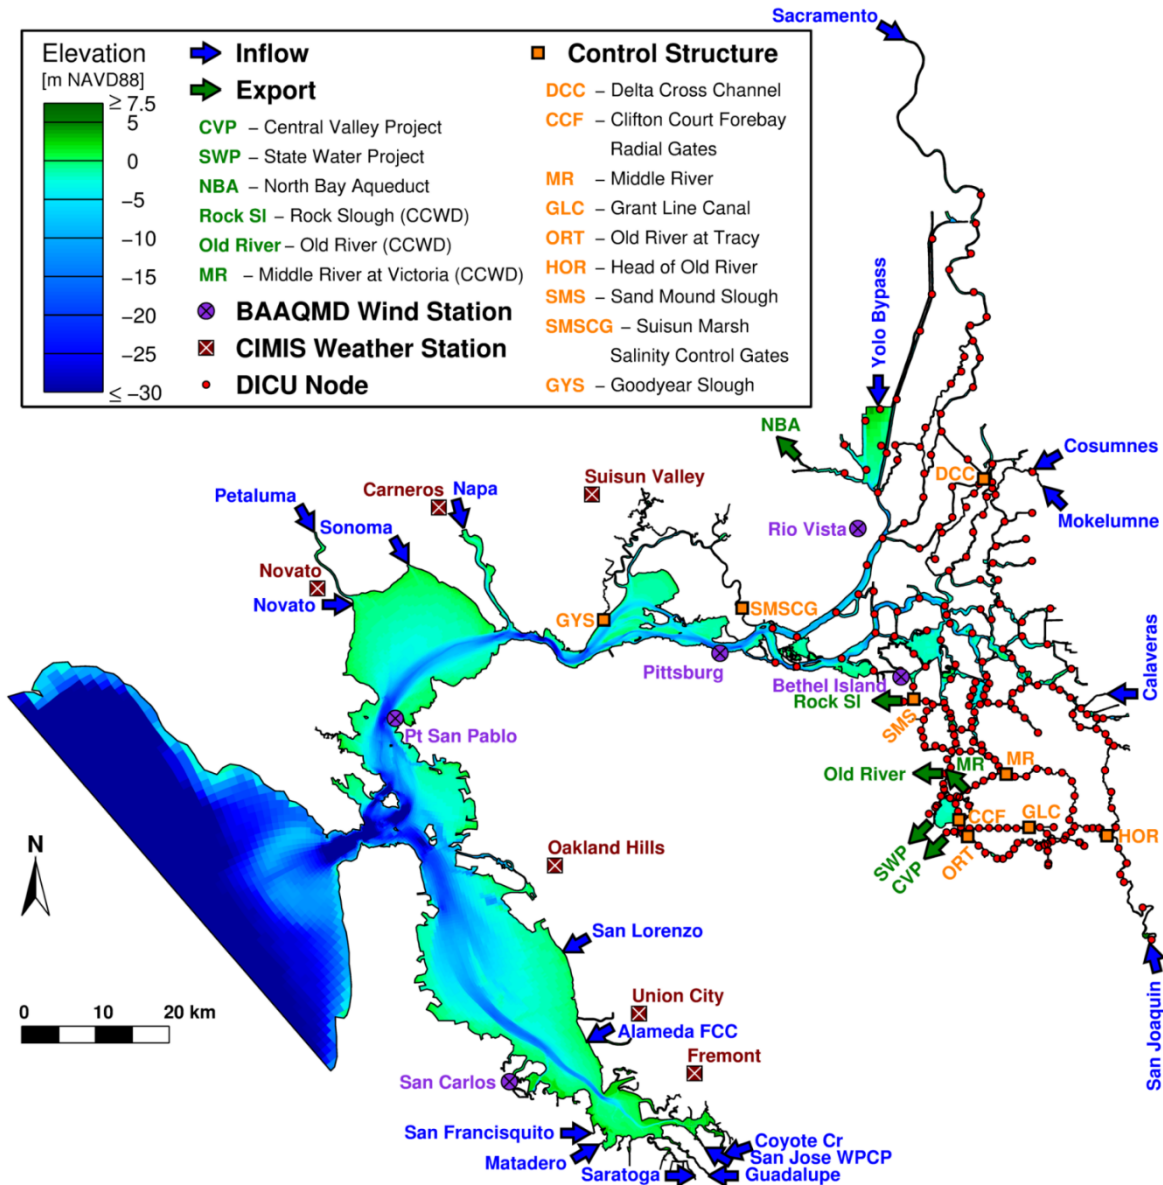 Sacramento
Elevation
[m NAVD88]
≥ 7.5
5
0
−5
−10
−15
−20
−25
≤ −30
Inflow
Export
CVP – Central Valley Project
SWP – State Water Project
NBA – North Bay Aqueduct
Rock Sl – Rock Slough (CCWD)
Old River – Old River (CCWD)
MR – Middle River at Victoria (CCWD)
BAAQMD Wind Station
CIMIS Weather Station
DICU Node
Control Structure
DCC – Delta Cross Channel
CCF – Clifton Court Forebay
Radial Gates
MR – Middle River
GLC – Grant Line Canal
ORT – Old River at Tracy
HOR – Head of Old River
SMS – Sand Mound Slough
SMSCG – Suisun Marsh
Salinity Control Gates
GYS – Goodyear Slough
Yolo Bypass
NBA
Cosumnes
DCC
Mokelumne
Suisun Valley
Carneros
Napa
Petaluma
Sonoma
Rio Vista
Novato
Novato
GYS
SMSCG
Pittsburg
Bethel Island
Calaveras
Rock Sl
SMS
Pt San Pablo
Old River
MR
MR
CCF
GLC
HOR
SWP
CVP
ORT
N
Oakland Hills
San Lorenzo
0 10 20 km
Union City
Alameda FCC
Fremont
San Joaquin
San Carlos
San Francisquito
Matadero
Saratoga
Coyote Cr
San Jose WPCP
Guadalupe